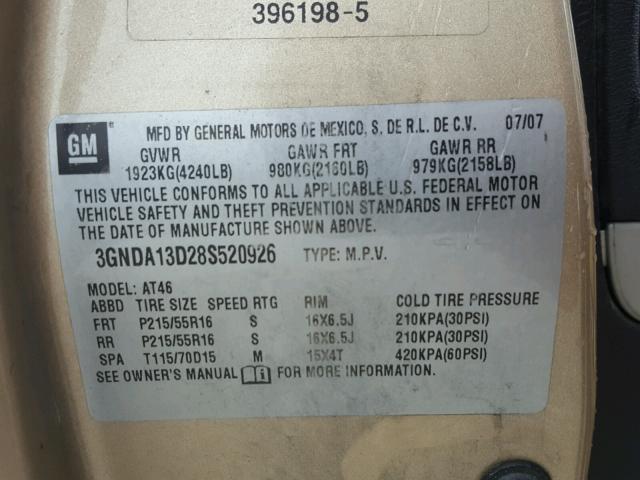 396198-5
GM
MFD BY GENERAL MOTORS DE MEXICO, S. DE R.L. DE C.V. 07/07
GVWR GAWR FRT GAWR RR
1923KG(4240LB) 980KG(2160LB) 979KG(2158LB)
THIS VEHICLE CONFORMS TO ALL APPLICABLE U.S. FEDERAL MOTOR
VEHICLE SAFETY AND THEFT PREVENTION STANDARDS IN EFFECT ON
THE DATE OF MANUFACTURE SHOWN ABOVE.
3GNDA13D28S520926 TYPE: M.P.V.
MODEL: AT46
ABBD TIRE SIZE SPEED RTG RIM COLD TIRE PRESSURE
FRT P215/55R16 S 16X6.5J 210KPA(30PSI)
RR P215/55R16 S 16X6.5J 210KPA(30PSI)
SPA T115/70D15 M 15X4T 420KPA(60PSI)
SEE OWNER'S MANUAL FOR MORE INFORMATION.